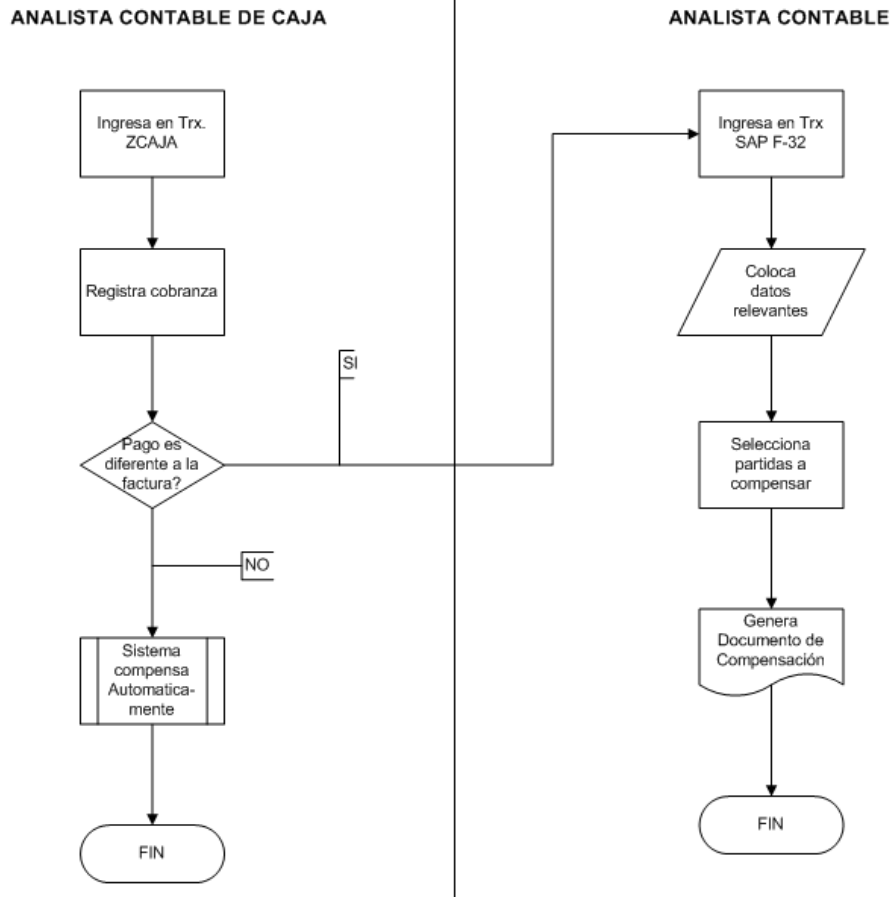 ANALISTA CONTABLE DE CAJA
Ingresa en Trx.
ZCAJA
Registra cobranza
SI
Pago es
diferente a la
factura?
NO
Sistema
compensa
Automatica-
mente
FIN
ANALISTA CONTABLE
Ingresa en Trx
SAP F-32
Coloca
datos
relevantes
Selecciona
partidas a
compensar
Genera
Documento de
Compensación
FIN